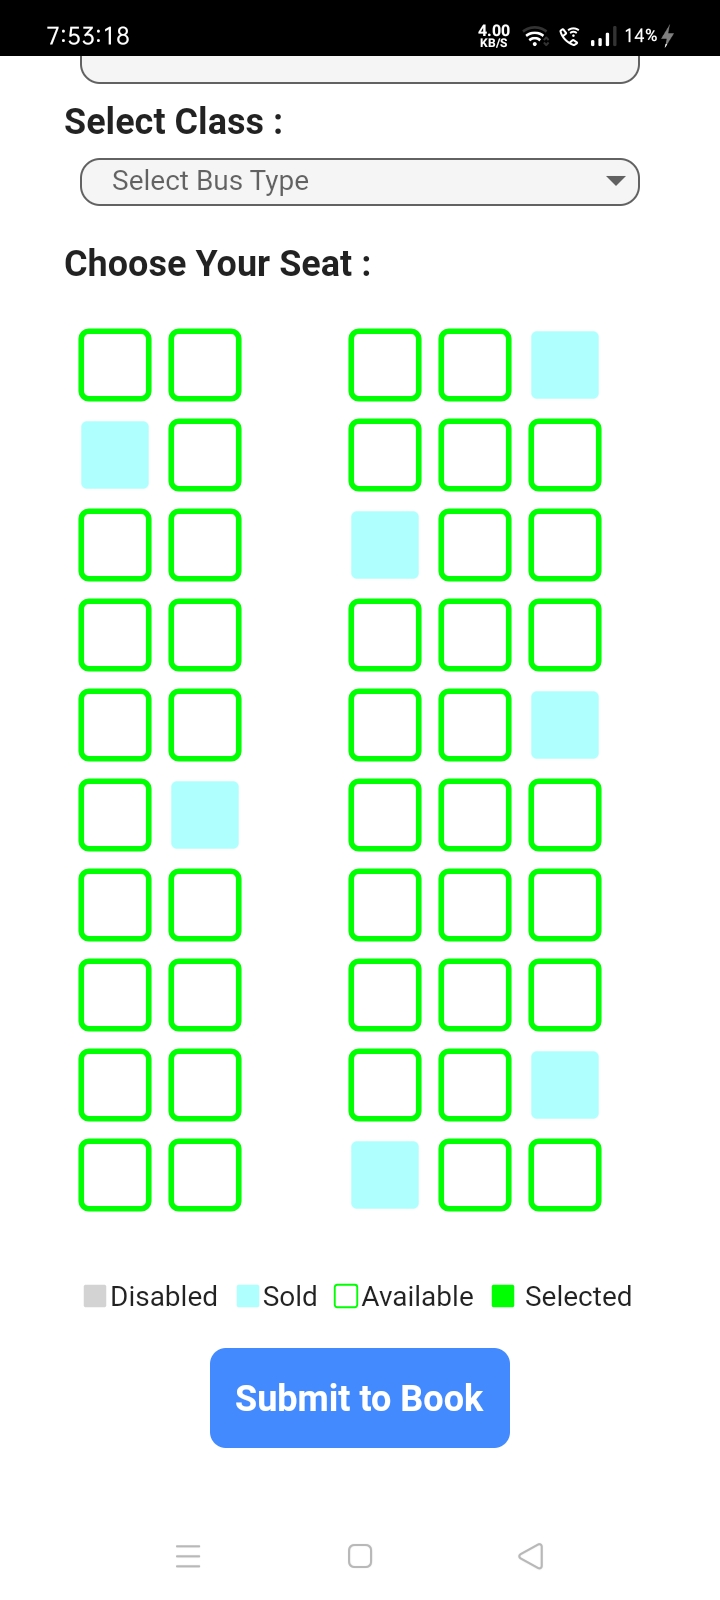 7:53:18 4.00 KB/S 14%
Select Class :
Select Bus Type
Choose Your Seat :
Disabled Sold Available Selected
Submit to Book